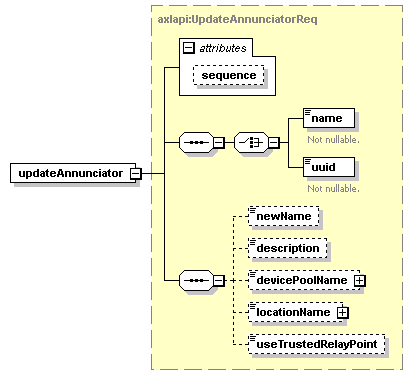 axlapi:UpdateAnnunciatorReq
attributes
sequence
name
Not nullable.
uuid
Not nullable.
updateAnnunciator
newName
description
devicePoolName
locationName
useTrustedRelayPoint